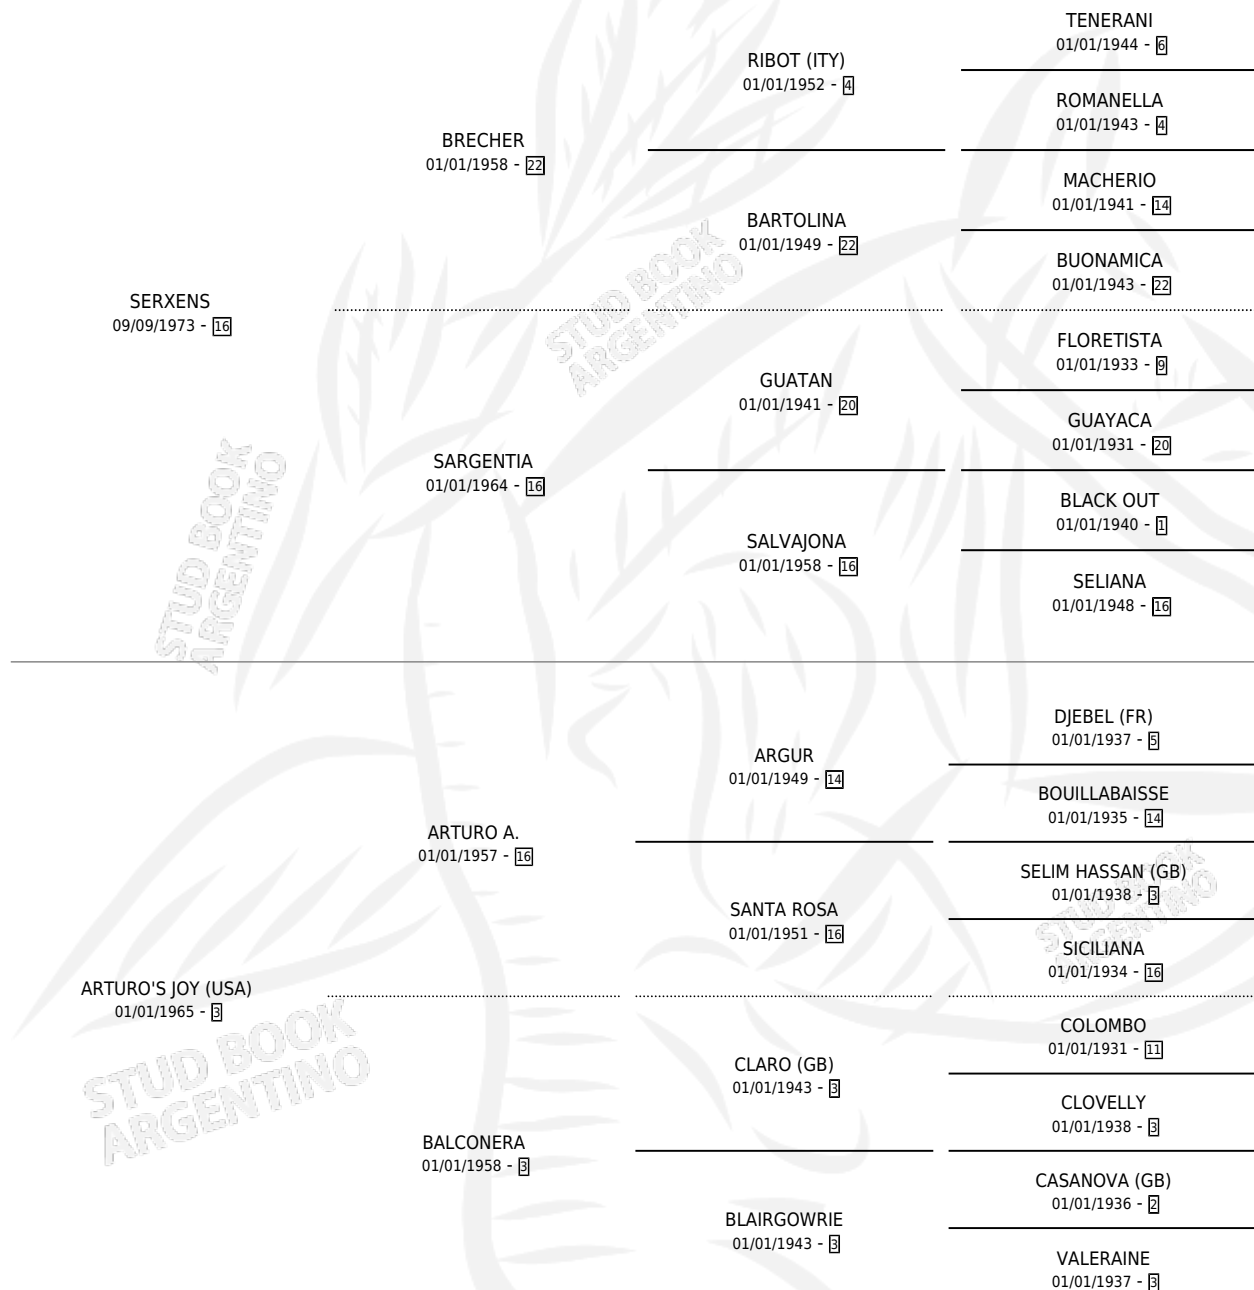 TENERANI
01/01/1944 - 6
RIBOT (ITY)
01/01/1952 - 4
ROMANELLA
01/01/1943 - 4
BRECHER
01/01/1958 - 22
MACHERIO
01/01/1941 - 14
BARTOLINA
01/01/1949 - 22
BUONAMICA
01/01/1943 - 22
SERXENS
09/09/1973 - 16
STUD BOOK
ARGENTINO
FLORETISTA
01/01/1933 - 9
GUATAN
01/01/1941 - 20
GUAYACA
01/01/1931 - 20
SARGENTIA
01/01/1964 - 16
BLACK OUT
01/01/1940 - 1
SALVAJONA
01/01/1958 - 16
SELIANA
01/01/1948 - 16
STUD BOOK
ARGENTINO
DJEBEL (FR)
01/01/1937 - 5
ARGUR
01/01/1949 - 14
BOUILLABAISSE
01/01/1935 - 14
ARTURO A.
01/01/1957 - 16
SELIM HASSAN (GB)
01/01/1938 - 3
SANTA ROSA
01/01/1951 - 16
SICILIANA
01/01/1934 - 16
STUD BOOK
ARGENTINO
ARTURO'S JOY (USA)
01/01/1965 - 3
COLOMBO
01/01/1931 - 11
CLARO (GB)
01/01/1943 - 3
CLOVELLY
01/01/1938 - 3
STUD BOOK
ARGENTINO
BALCONERA
01/01/1958 - 3
CASANOVA (GB)
01/01/1936 - 2
BLAIRGOWRIE
01/01/1943 - 3
VALERAINE
01/01/1937 - 3